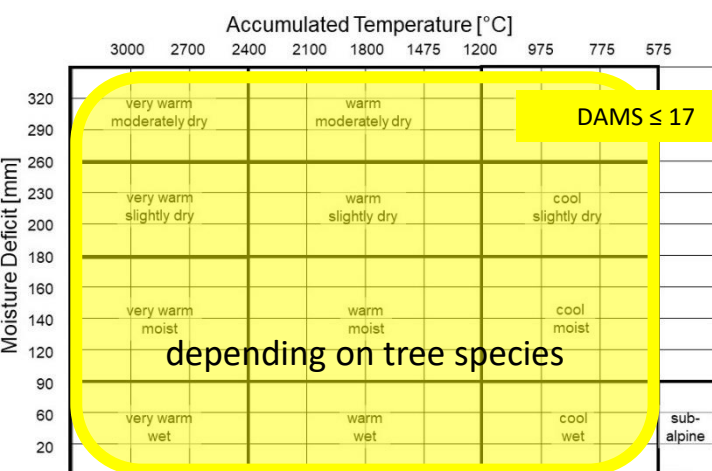 Accumulated Temperature [°C]
3000 2700 2400 2100 1800 1475 1200 975 775 575
Moisture Deficit [mm]
320
290
260
230
200
180
160
140
120
90
60
20
very warm
moderately dry
warm
moderately dry
DAMS ≤ 17
very warm
slightly dry
warm
slightly dry
cool
slightly dry
very warm
moist
warm
moist
cool
moist
depending on tree species
very warm
wet
warm
wet
cool
wet
sub-
alpine